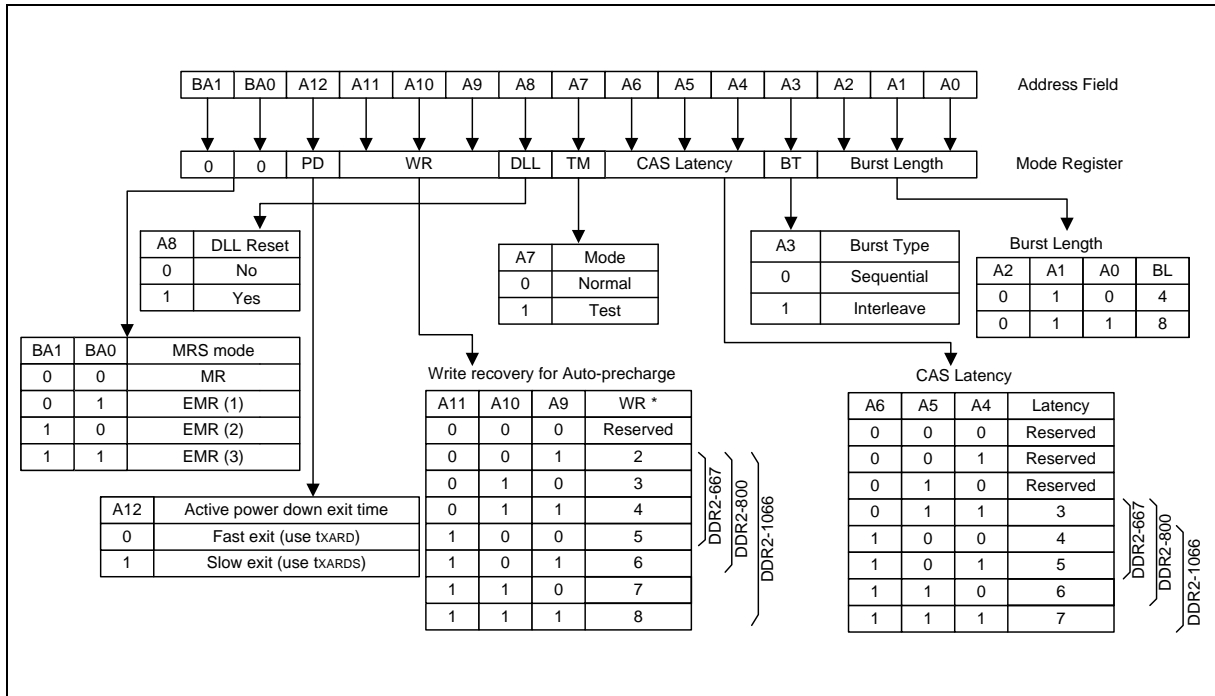 BA1 BA0 A12 A11 A10 A9 A8 A7 A6 A5 A4 A3 A2 A1 A0 Address Field
0 0 PD WR DLL TM CAS Latency BT Burst Length Mode Register
A8 DLL Reset
0 No
1 Yes
A7 Mode
0 Normal
1 Test
A3 Burst Type
0 Sequential
1 Interleave
Burst Length
A2 A1 A0 BL
0 1 0 4
0 1 1 8
BA1 BA0 MRS mode
0 0 MR
0 1 EMR (1)
1 0 EMR (2)
1 1 EMR (3)
A12 Active power down exit time
0 Fast exit (use tXARD)
1 Slow exit (use tXARDS)
Write recovery for Auto-precharge
A11 A10 A9 WR *
0 0 0 Reserved
0 0 1 2
0 1 0 3
0 1 1 4
1 0 0 5
1 0 1 6
1 1 0 7
1 1 1 8
DDR2-667
DDR2-800
DDR2-1066
CAS Latency
A6 A5 A4 Latency
0 0 0 Reserved
0 0 1 Reserved
0 1 0 Reserved
0 1 1 3
1 0 0 4
1 0 1 5
1 1 0 6
1 1 1 7
DDR2-667
DDR2-800
DDR2-1066